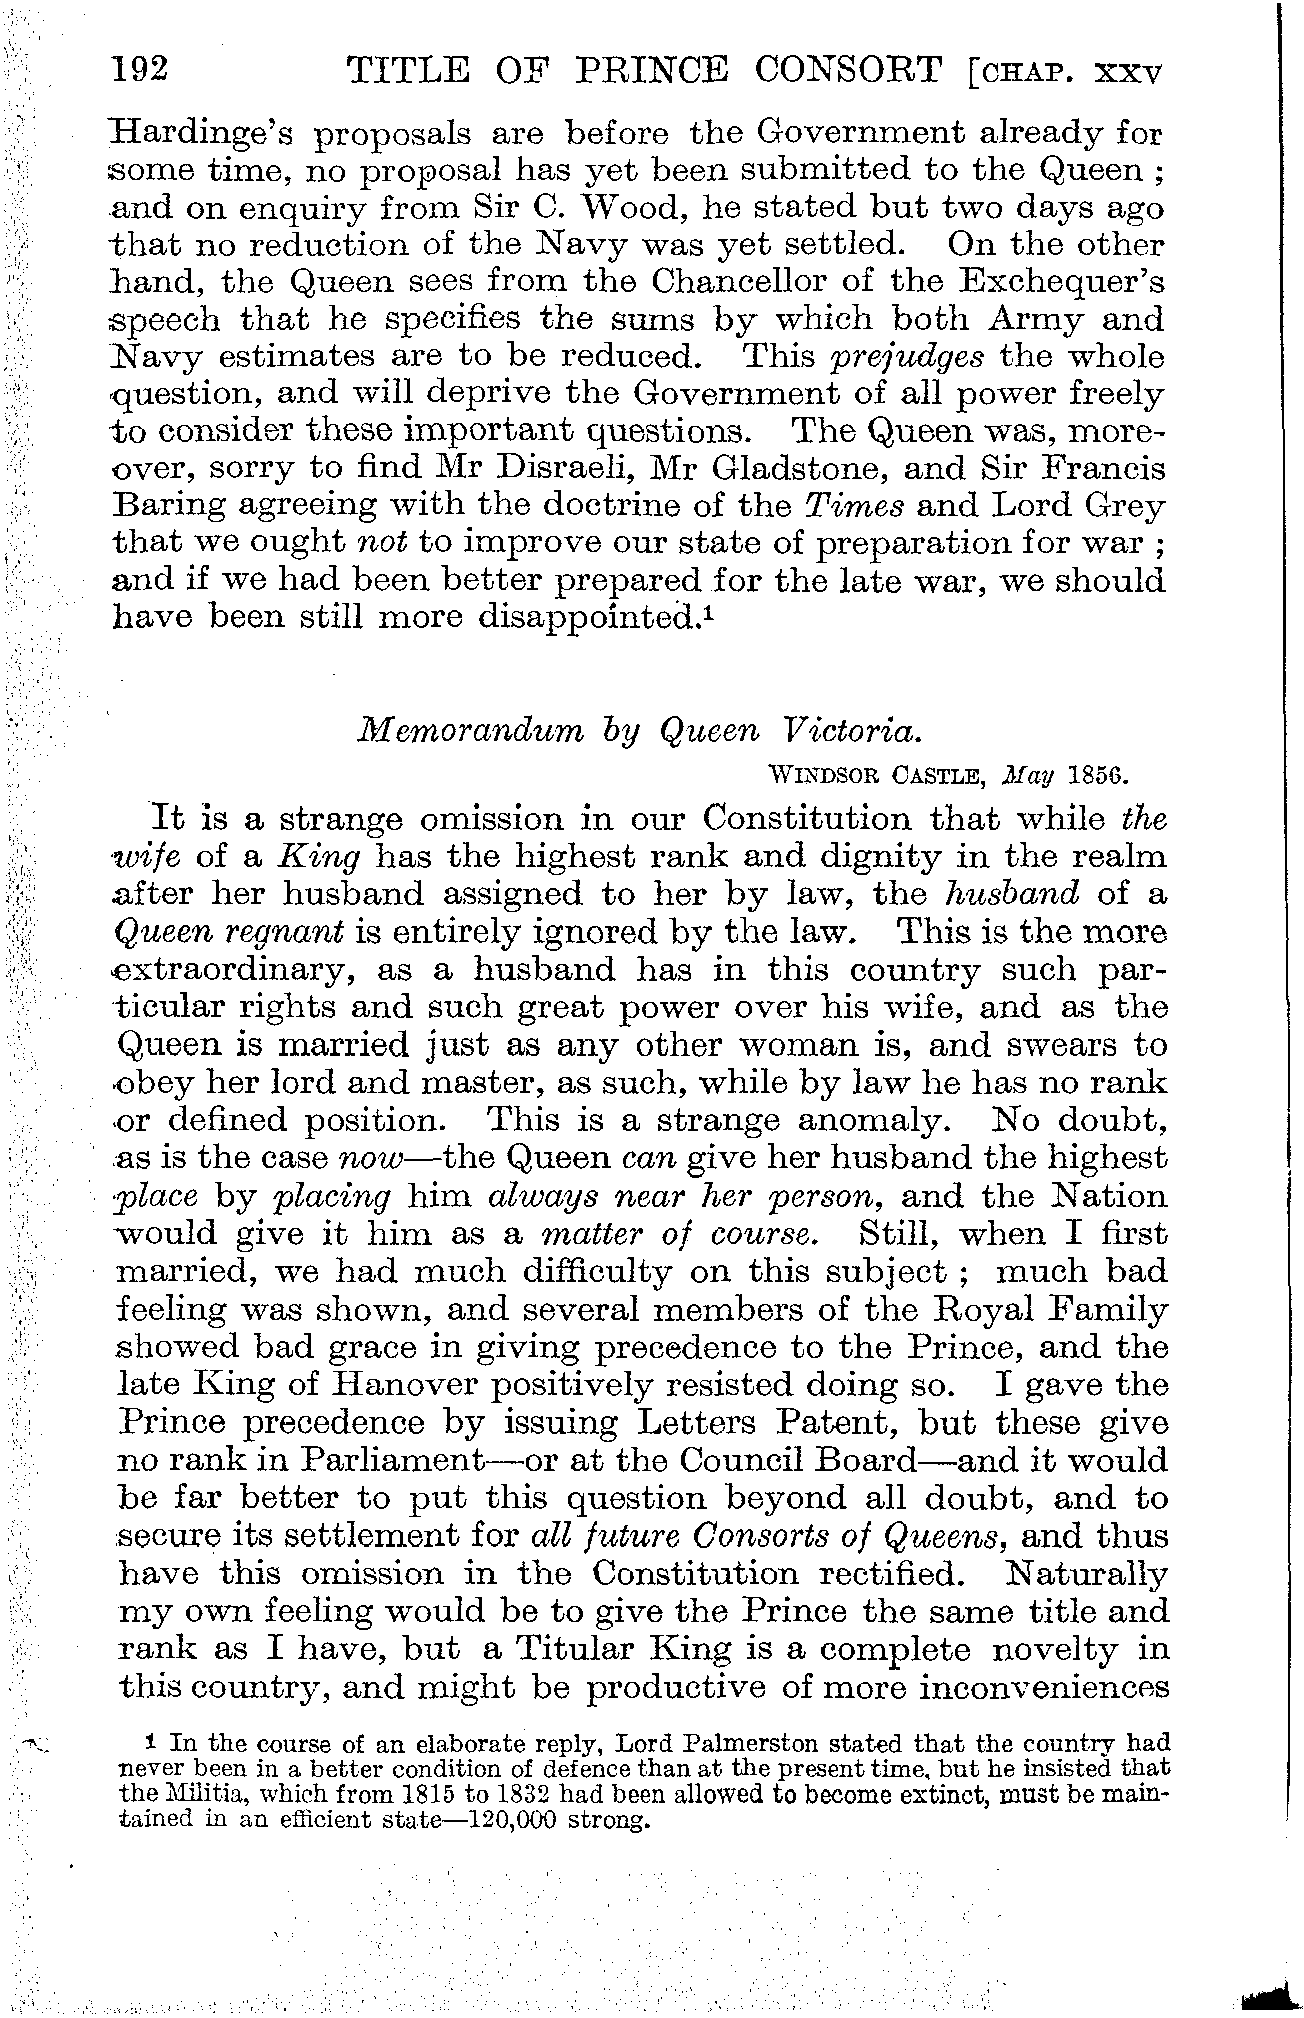 192 TITLE OF PRINCE CONSORT [CHAP. XXV
Hardinge's proposals are before the Government already for
some time, no proposal has yet been submitted to the Queen ;
and on enquiry from Sir C. Wood, he stated but two days ago
that no reduction of the Navy was yet settled. On the other
hand, the Queen sees from the Chancellor of the Exchequer's
speech that he specifies the sums by which both Army and
Navy estimates are to be reduced. This prejudges the whole
question, and will deprive the Government of all power freely
to consider these important questions. The Queen was, more-
over, sorry to find Mr Disraeli, Mr Gladstone, and Sir Francis
Baring agreeing with the doctrine of the Times and Lord Grey
that we ought not to improve our state of preparation for war ;
and if we had been better prepared for the late war, we should
have been still more disappointed.¹
Memorandum by Queen Victoria.
WINDSOR CASTLE, May 1856.
It is a strange omission in our Constitution that while the
wife of a King has the highest rank and dignity in the realm
after her husband assigned to her by law, the husband of a
Queen regnant is entirely ignored by the law. This is the more
extraordinary, as a husband has in this country such par-
ticular rights and such great power over his wife, and as the
Queen is married just as any other woman is, and swears to
obey her lord and master, as such, while by law he has no rank
or defined position. This is a strange anomaly. No doubt,
as is the case now—the Queen can give her husband the highest
place by placing him always near her person, and the Nation
would give it him as a matter of course. Still, when I first
married, we had much difficulty on this subject ; much bad
feeling was shown, and several members of the Royal Family
showed bad grace in giving precedence to the Prince, and the
late King of Hanover positively resisted doing so. I gave the
Prince precedence by issuing Letters Patent, but these give
no rank in Parliament—or at the Council Board—and it would
be far better to put this question beyond all doubt, and to
secure its settlement for all future Consorts of Queens, and thus
have this omission in the Constitution rectified. Naturally
my own feeling would be to give the Prince the same title and
rank as I have, but a Titular King is a complete novelty in
this country, and might be productive of more inconveniences
1 In the course of an elaborate reply, Lord Palmerston stated that the country had
never been in a better condition of defence than at the present time, but he insisted that
the Militia, which from 1815 to 1832 had been allowed to become extinct, must be main-
tained in an efficient state—120,000 strong.